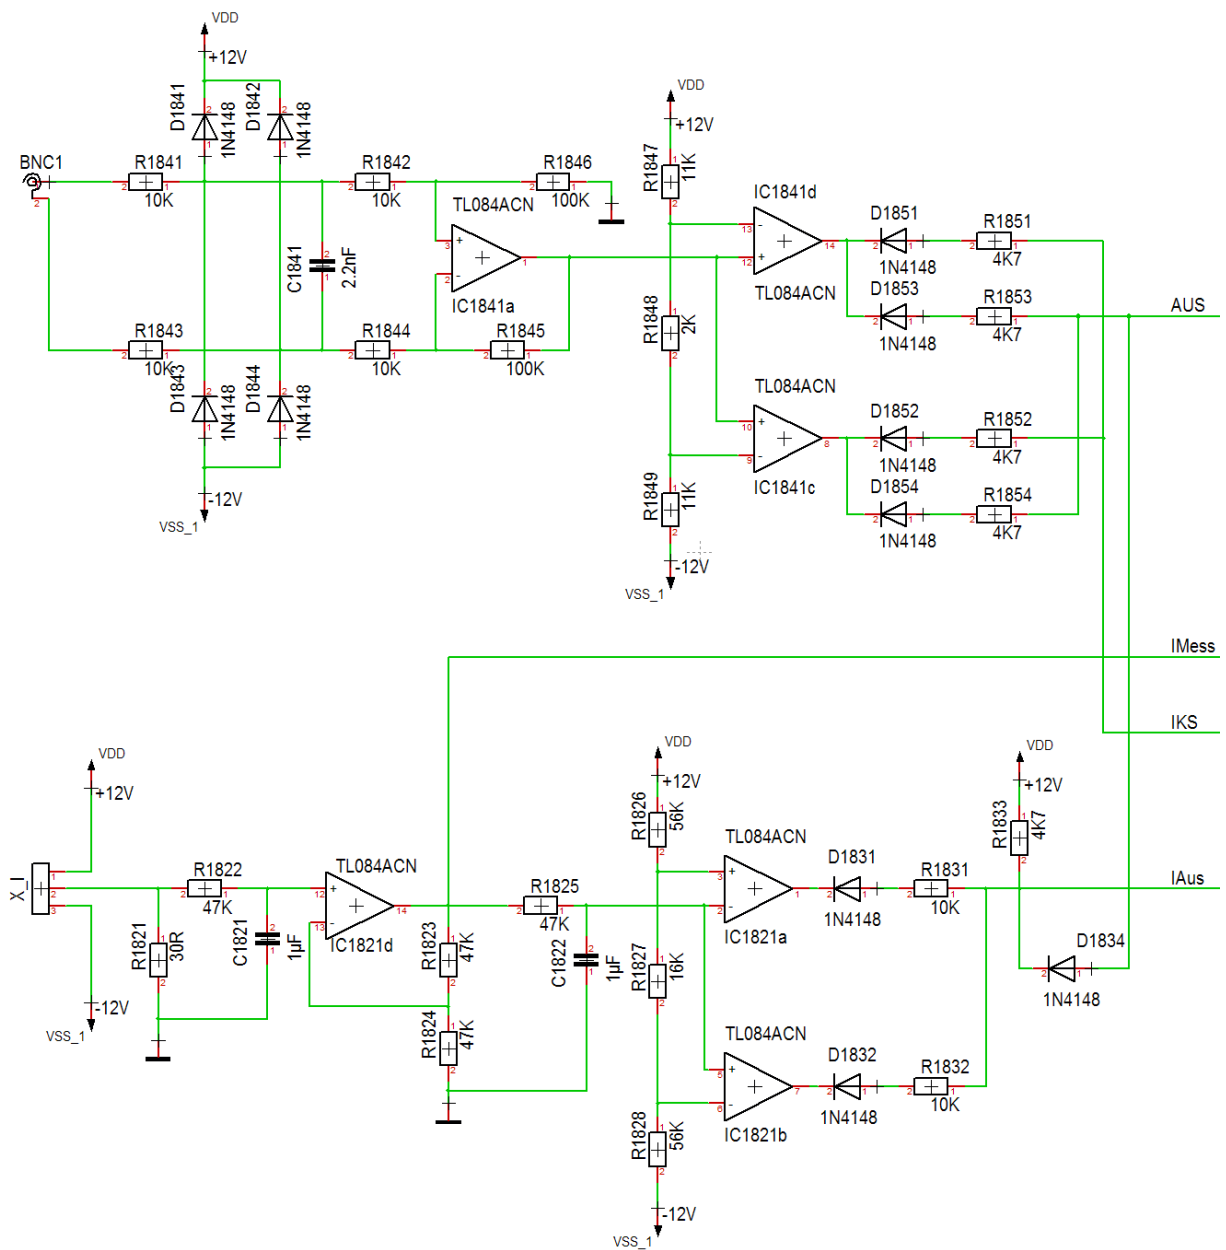 VDD
+12V
D1841
1N4148
D1842
1N4148
BNC1
R1841
10K
R1842
10K
R1846
100K
TL084ACN
IC1841a
C1841
2.2nF
R1843
10K
R1844
10K
R1845
100K
D1843
1N4148
D1844
1N4148
-12V
VSS_1
VDD
+12V
R1847
11K
IC1841d
TL084ACN
R1848
2K
TL084ACN
IC1841c
R1849
11K
-12V
VSS_1
D1851
1N4148
R1851
4K7
D1853
1N4148
R1853
4K7
AUS
D1852
1N4148
R1852
4K7
D1854
1N4148
R1854
4K7
IMess
IKS
VDD
+12V
X_I
R1822
47K
R1821
30R
C1821
1µF
-12V
VSS_1
TL084ACN
IC1821d
R1823
47K
R1824
47K
R1825
47K
C1822
1µF
VDD
+12V
R1826
56K
R1827
16K
R1828
56K
-12V
VSS_1
TL084ACN
IC1821a
TL084ACN
IC1821b
D1831
1N4148
R1831
10K
D1832
1N4148
R1832
10K
VDD
+12V
R1833
4K7
IAus
D1834
1N4148